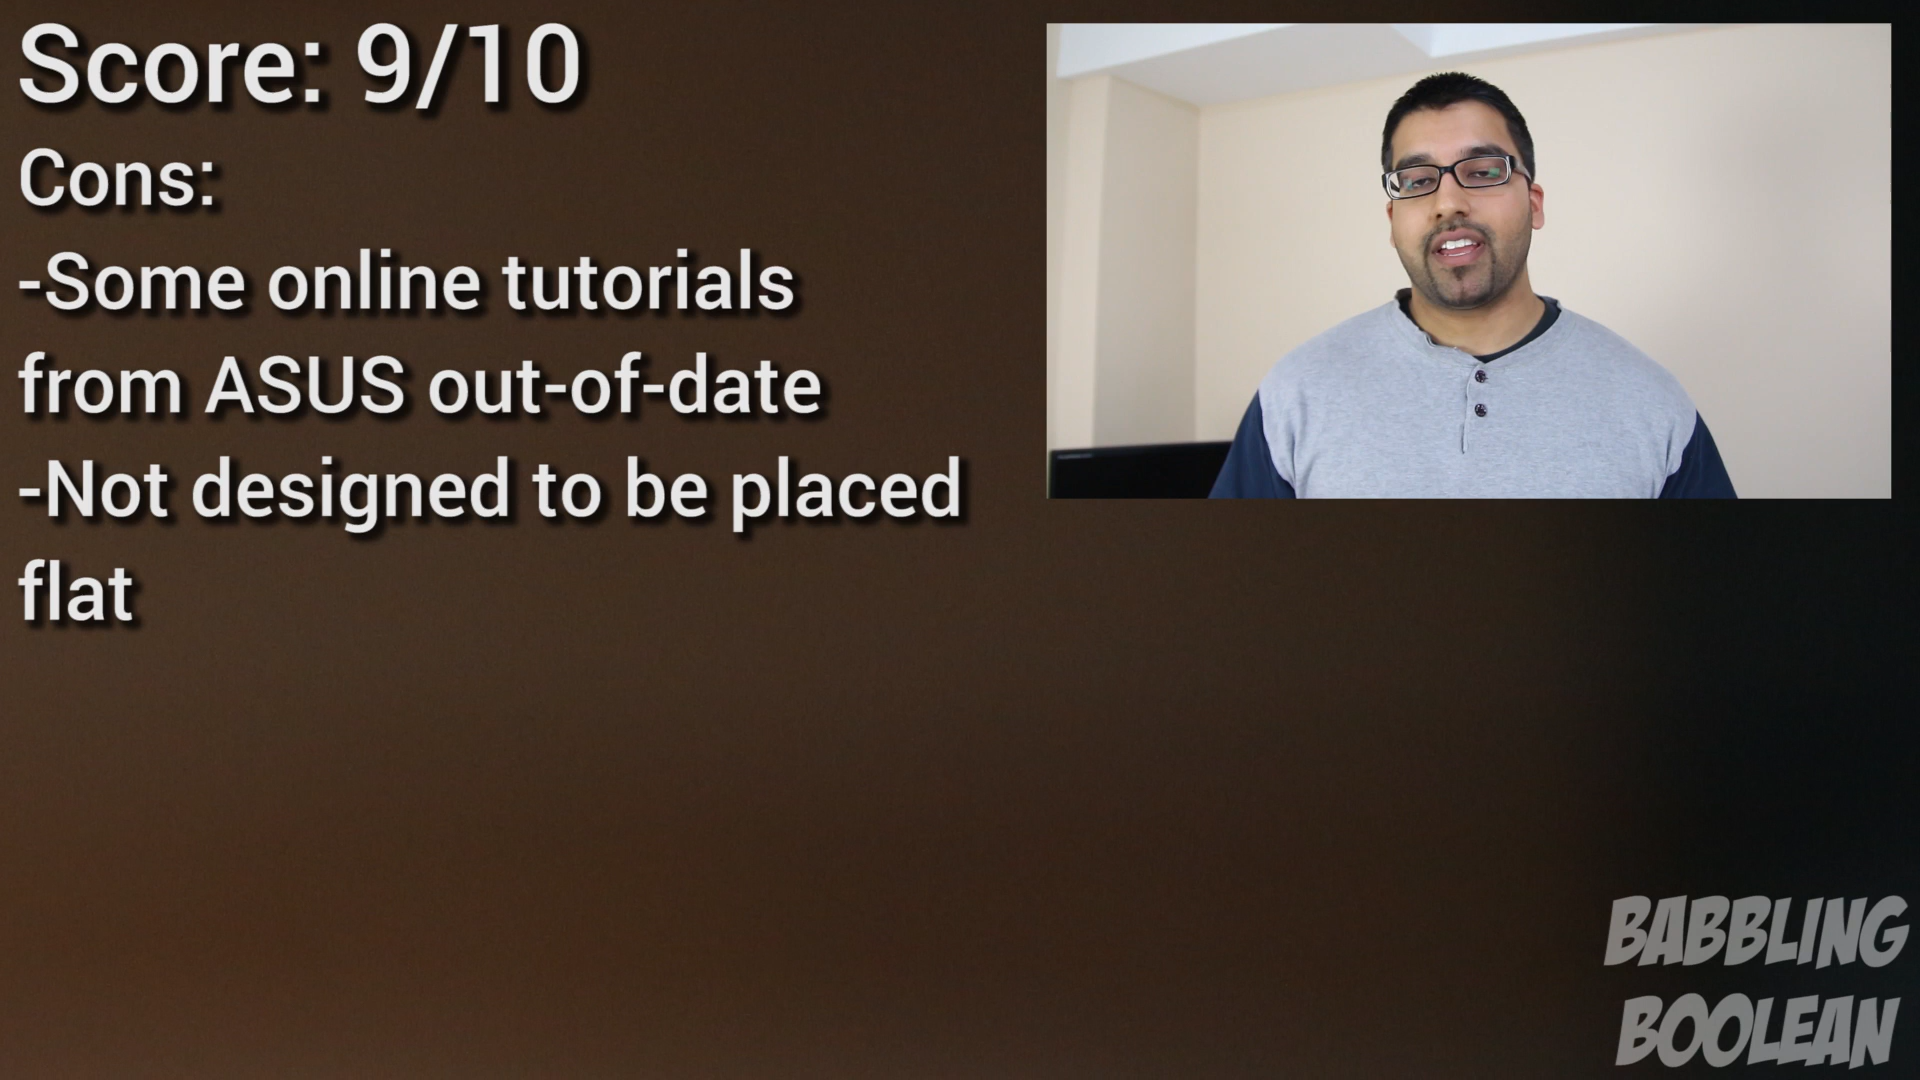 Score: 9/10
Cons:
-Some online tutorials
from ASUS out-of-date
-Not designed to be placed
flat
BABBLING
BOOLEAN